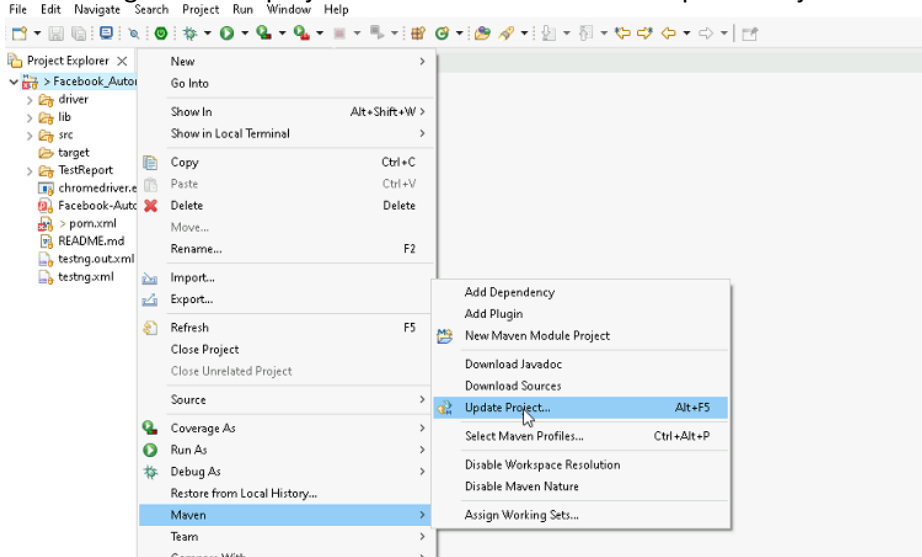 File Edit Navigate Search Project Run Window Help
Project Explorer
> Facebook_Autor
driver
lib
src
target
TestReport
chromedriver.e
Facebook-Autc
> pom.xml
README.md
testng.out.xml
testng.xml
New
Go Into
Show In Alt+Shift+W >
Show in Local Terminal
Copy Ctrl+C
Paste Ctrl+V
Delete Delete
Move...
Rename... F2
Import...
Export...
Refresh F5
Close Project
Close Unrelated Project
Source
Coverage As
Run As
Debug As
Restore from Local History...
Maven
Team
Compare With
Add Dependency
Add Plugin
New Maven Module Project
Download Javadoc
Download Sources
Update Project... Alt+F5
Select Maven Profiles... Ctrl+Alt+P
Disable Workspace Resolution
Disable Maven Nature
Assign Working Sets...